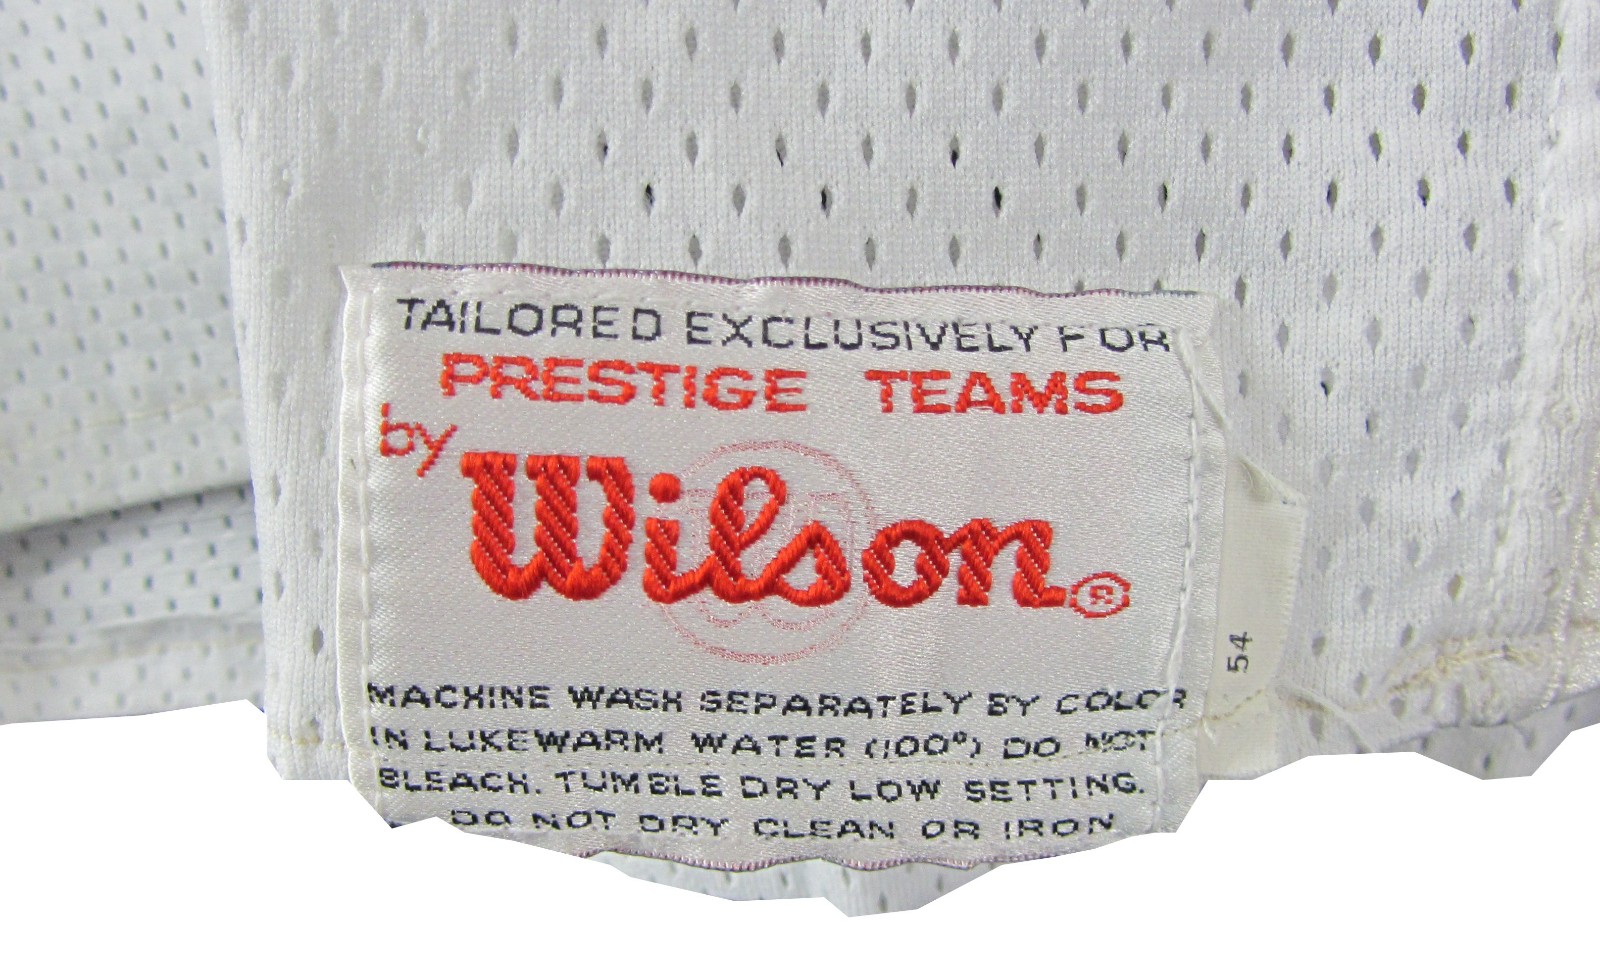 TAILORED EXCLUSIVELY FOR
PRESTIGE TEAMS
by
Wilson®
54
MACHINE WASH SEPARATELY BY COLOR
IN LUKEWARM WATER (100°) DO NOT
BLEACH. TUMBLE DRY LOW SETTING.
DO NOT DRY CLEAN OR IRON